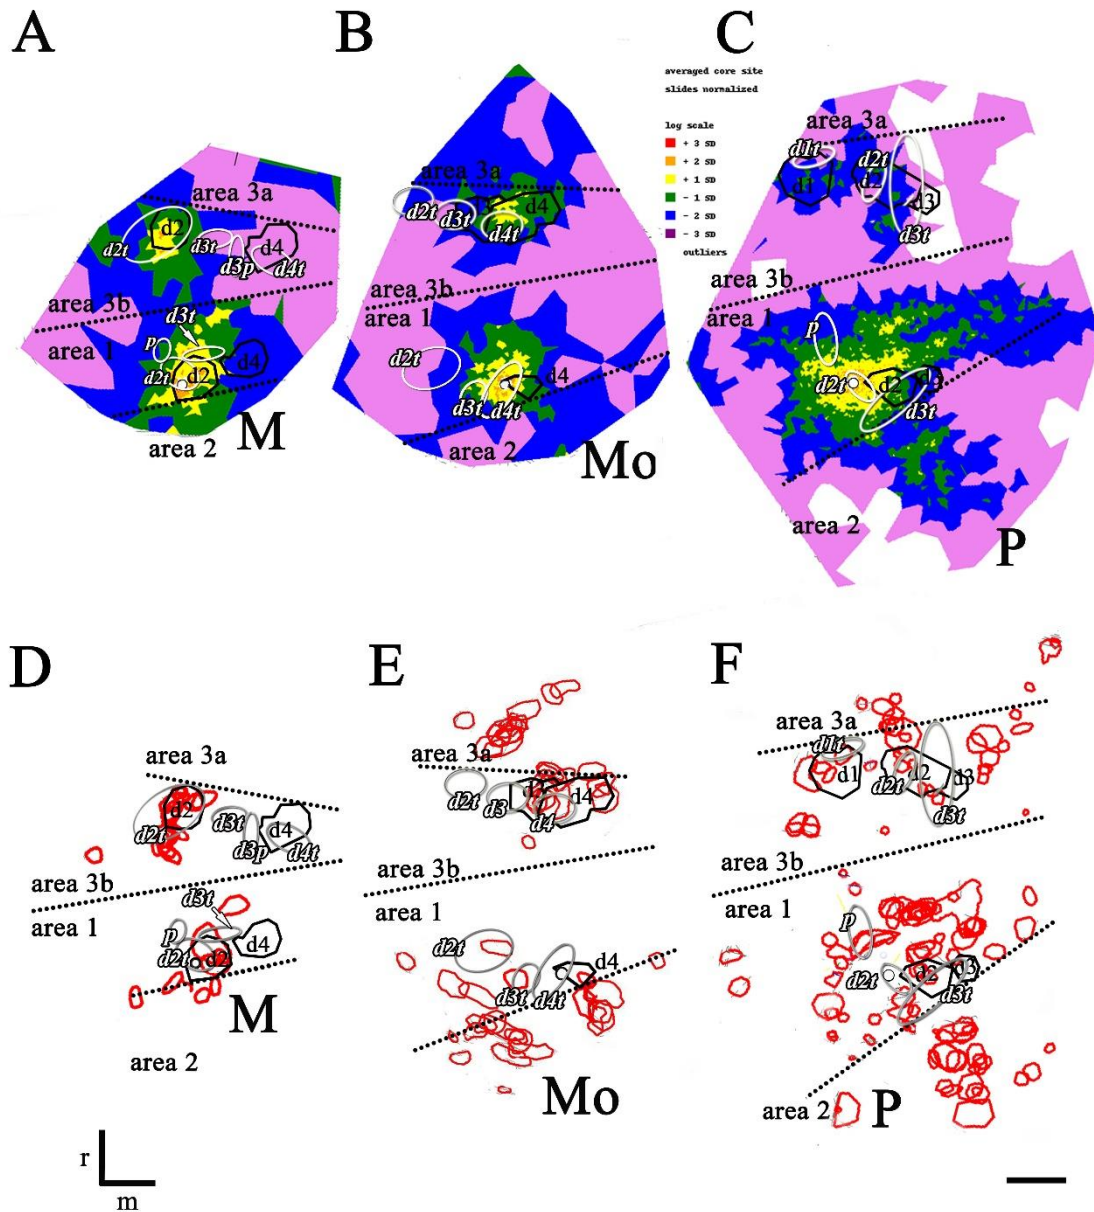 A
B
C
averaged core site
slides normalized
log scale
+ 3 SD
+ 2 SD
+ 1 SD
- 1 SD
- 2 SD
- 3 SD
outliers
area 3a
d2
d2t
d3t
d3p
d4
d4t
area 3b
area 1
d3t
p
d2t
d2
d4
area 2
M
area 3a
d2t
d3t
d4
d4t
area 3b
area 1
d2t
d3t
d4t
d4
area 2
Mo
area 3a
d1t
d1
d2t
d2
d3
d3t
area 3b
area 1
p
d2t
d2
d3t
area 2
P
D
E
F
area 3a
d2
d2t
d3t
d3p
d4
d4t
area 3b
area 1
d3t
p
d2t
d2
d4
area 2
M
area 3a
d2t
d3
d4
d4
area 3b
area 1
d2t
d3t
d4t
d4
Mo
area 3a
d1t
d1
d2t
d2
d3
d3t
area 3b
area 1
p
d2t
d2
d3
d3t
area 2
P
r
m